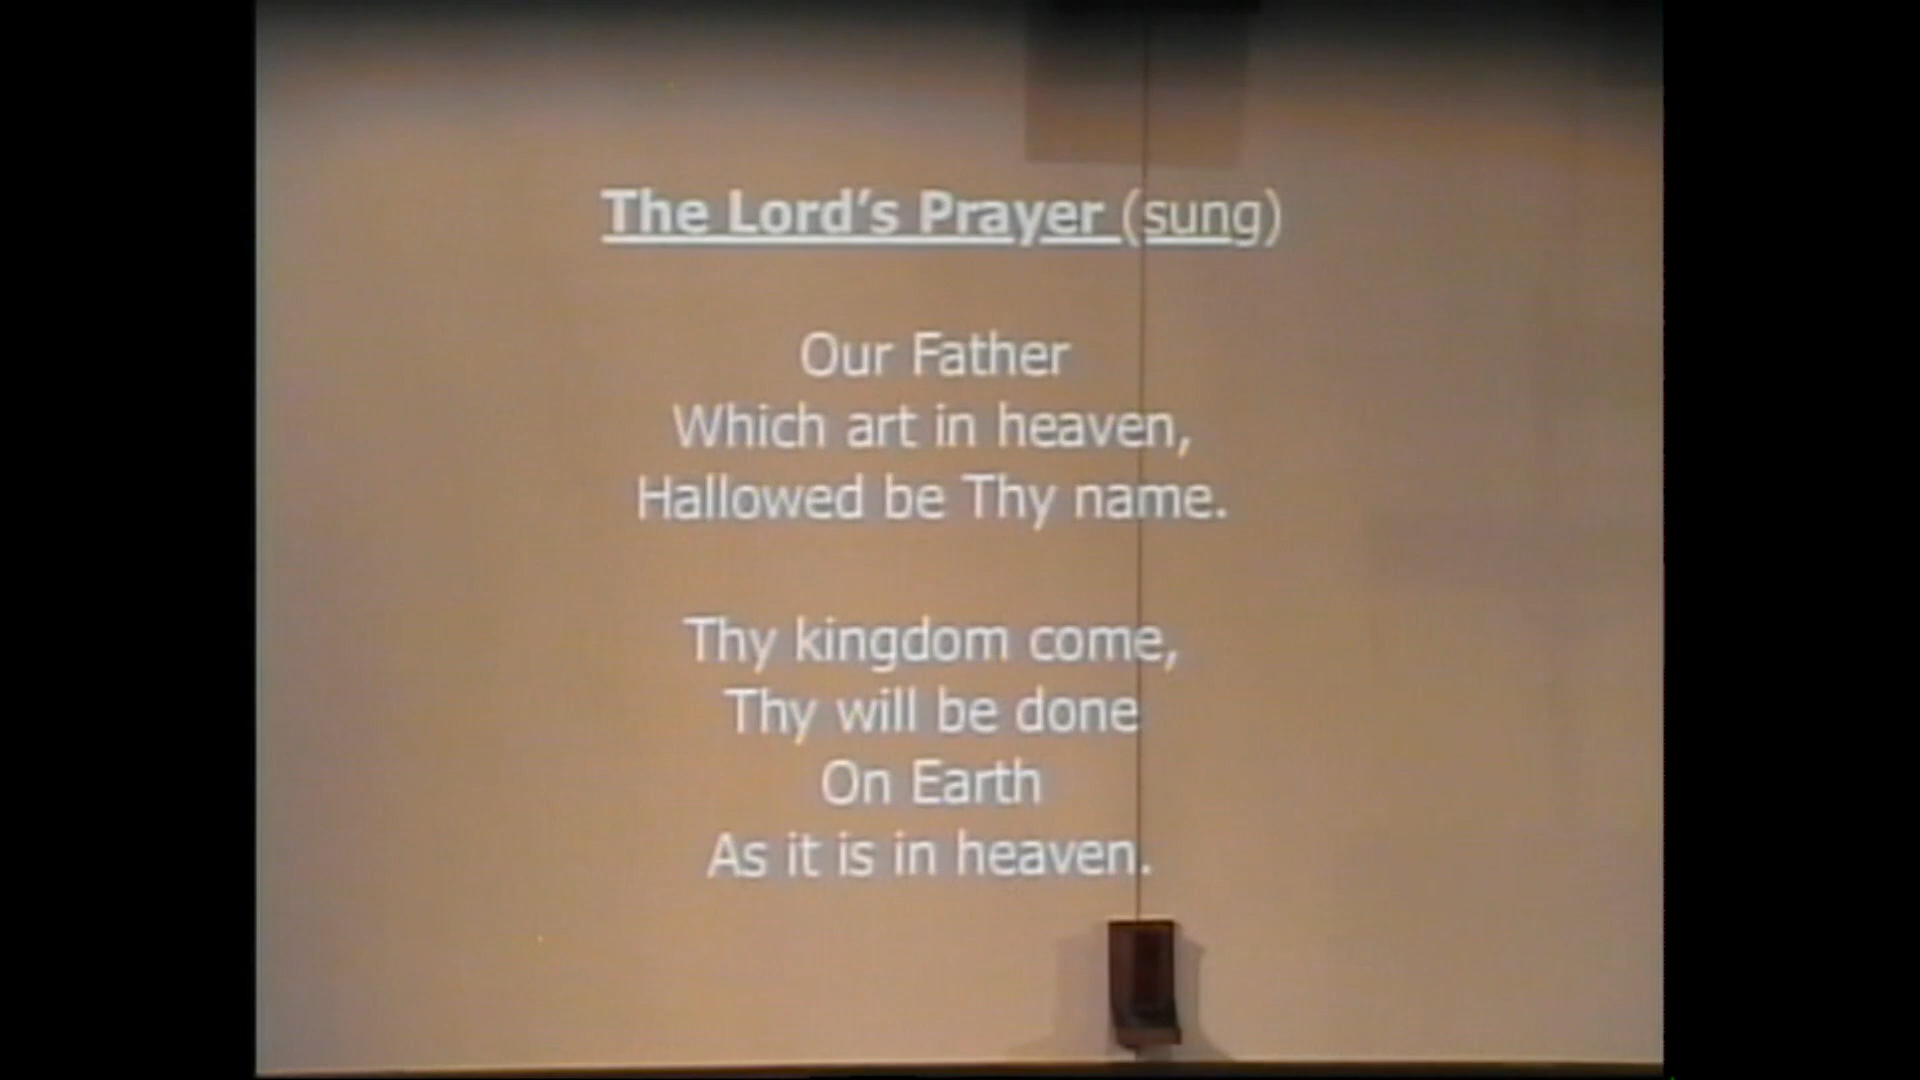 The Lord's Prayer (sung)
Our Father
Which art in heaven,
Hallowed be Thy name.
Thy kingdom come,
Thy will be done
On Earth
As it is in heaven.